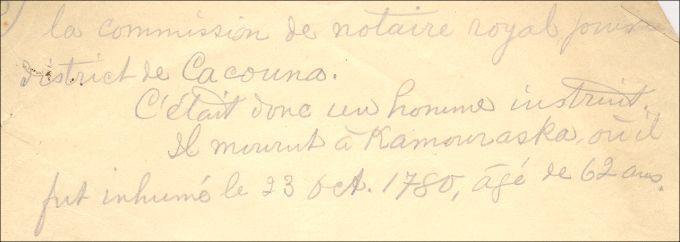 la commission de notaire royal pour le
district de Cacouna.
C'était donc un homme instruit.
Il mourut à Kamouraska, où il
fut inhumé le 23 oct. 1780, âgé de 62 ans.